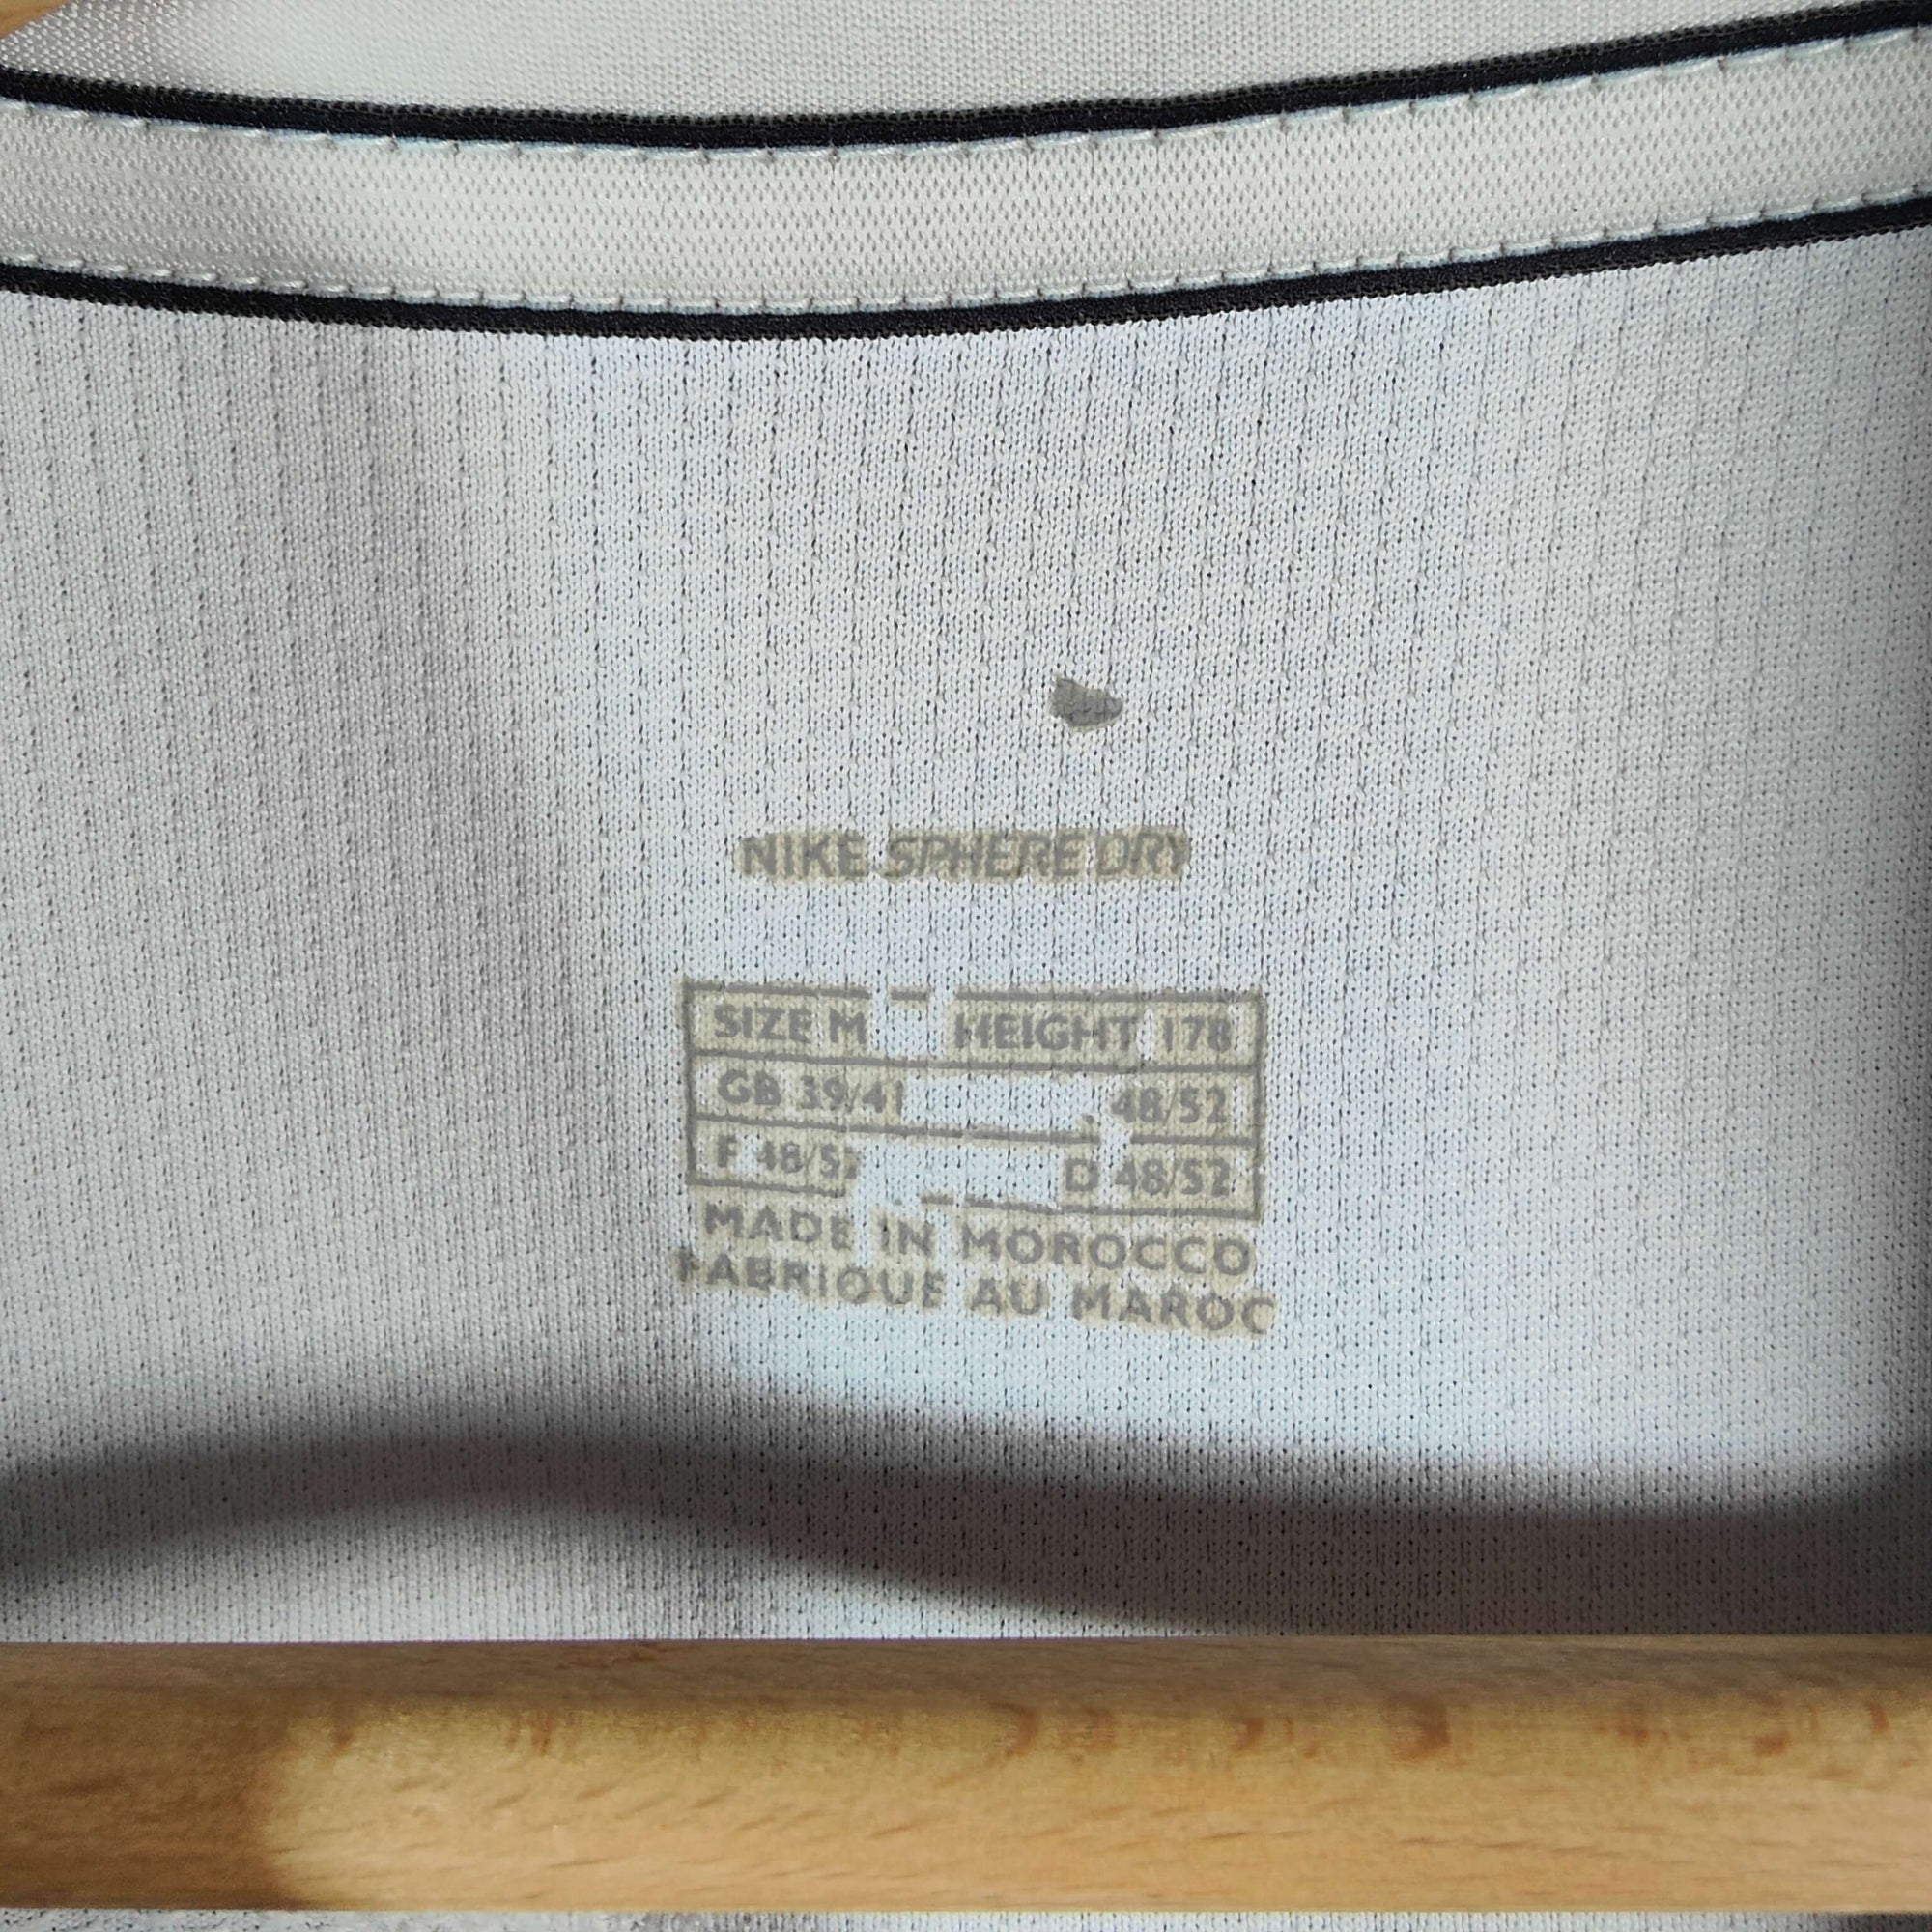 NIKE SPHERE DRY
SIZE M HEIGHT 178
GB 39/41 48/52
F 48/52 D 48/52
MADE IN MOROCCO
FABRIQUE AU MAROC